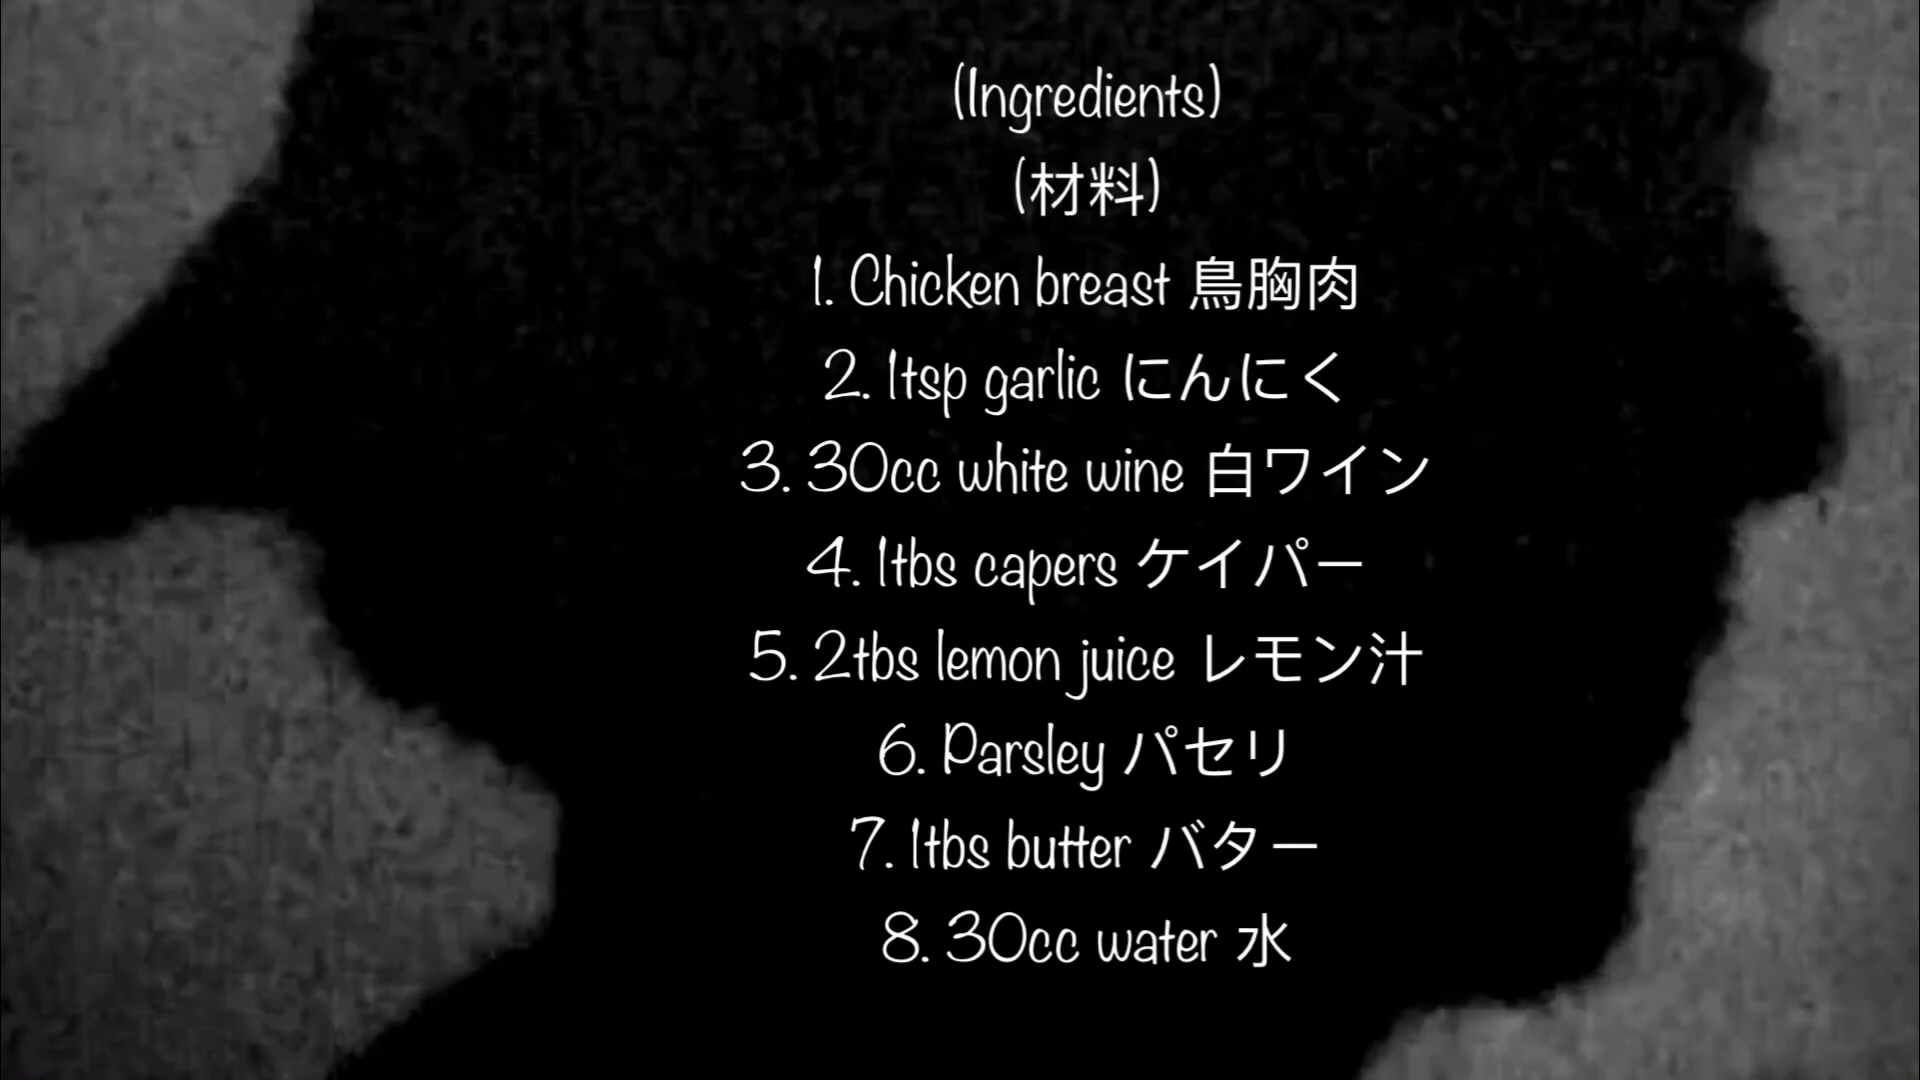 (Ingredients)
(材料)
1. Chicken breast 鳥胸肉
2. 1tsp garlic にんにく
3. 30cc white wine 白ワイン
4. 1tbs capers ケイパー
5. 2tbs lemon juice レモン汁
6. Parsley パセリ
7. 1tbs butter バター
8. 30cc water 水